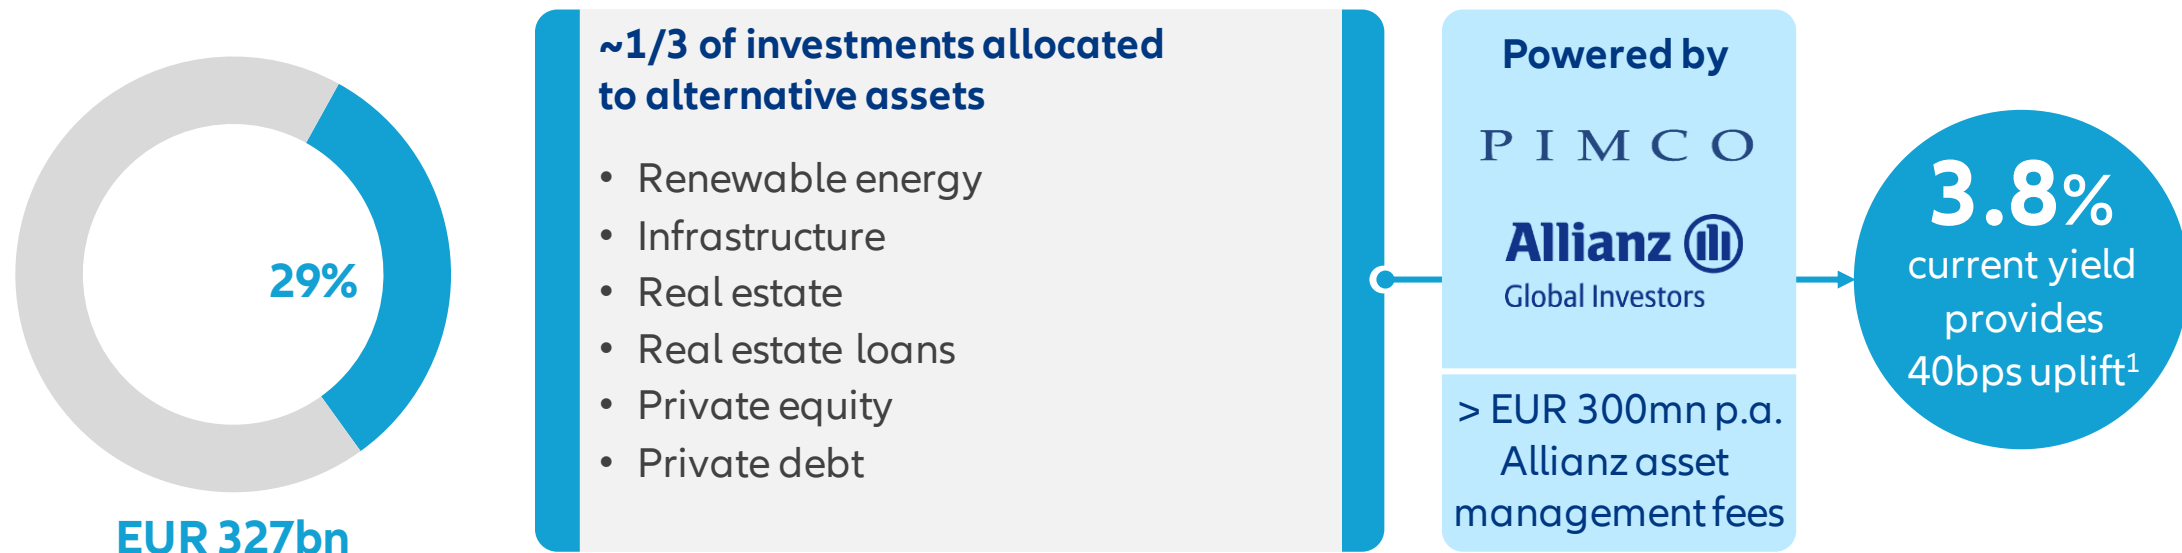 29%
EUR 327bn
~1/3 of investments allocated
to alternative assets
• Renewable energy
• Infrastructure
• Real estate
• Real estate loans
• Private equity
• Private debt
Powered by
PIMCO
Allianz
Global Investors
> EUR 300mn p.a.
Allianz asset
management fees
3.8%
current yield
provides
40bps uplift¹